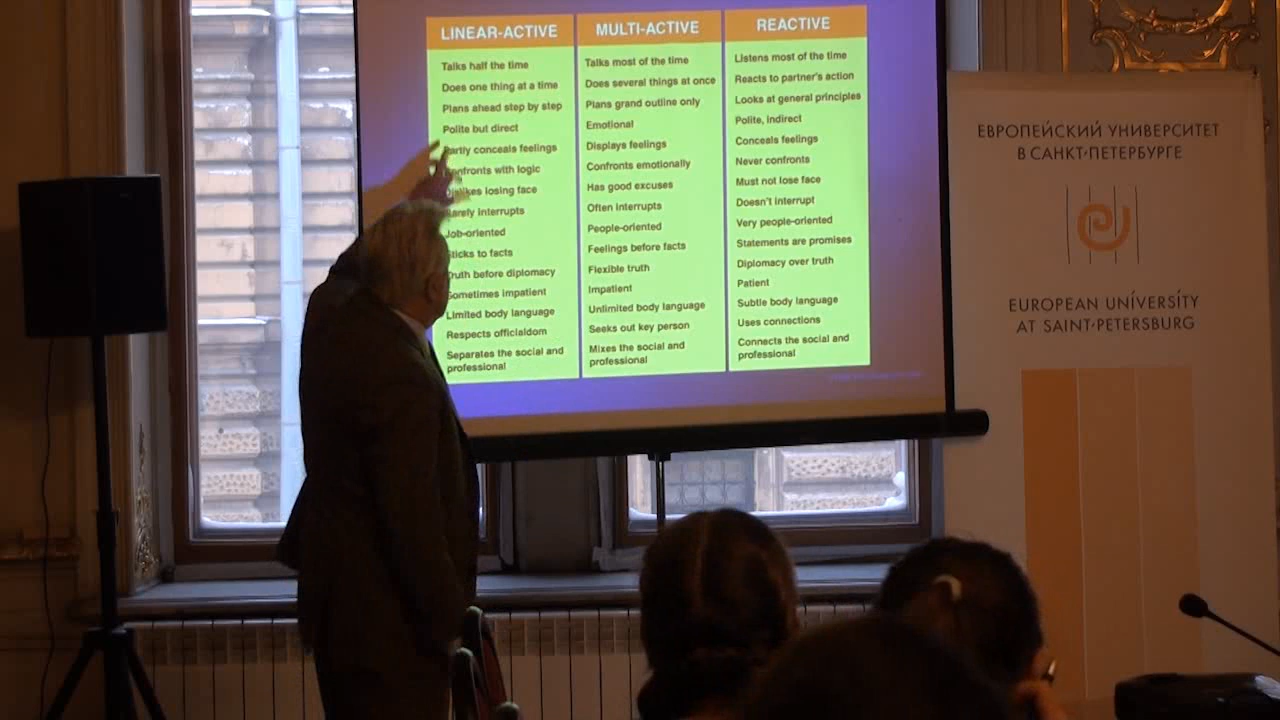 LINEAR-ACTIVE
Talks half the time
Does one thing at a time
Plans ahead step by step
Polite but direct
Partly conceals feelings
Confronts with logic
Dislikes losing face
Rarely interrupts
Job-oriented
Sticks to facts
Truth before diplomacy
Sometimes impatient
Limited body language
Respects officialdom
Separates the social and
professional
MULTI-ACTIVE
Talks most of the time
Does several things at once
Plans grand outline only
Emotional
Displays feelings
Confronts emotionally
Has good excuses
Often interrupts
People-oriented
Feelings before facts
Flexible truth
Impatient
Unlimited body language
Seeks out key person
Mixes the social and
professional
REACTIVE
Listens most of the time
Reacts to partner's action
Looks at general principles
Polite, indirect
Conceals feelings
Never confronts
Must not lose face
Doesn't interrupt
Very people-oriented
Statements are promises
Diplomacy over truth
Patient
Subtle body language
Uses connections
Connects the social and
professional
ЕВРОПЕЙСКИЙ УНИВЕРСИТЕТ
В САНКТ·ПЕТЕРБУРГЕ
EUROPEAN UNIVERSITY
AT SAINT·PETERSBURG